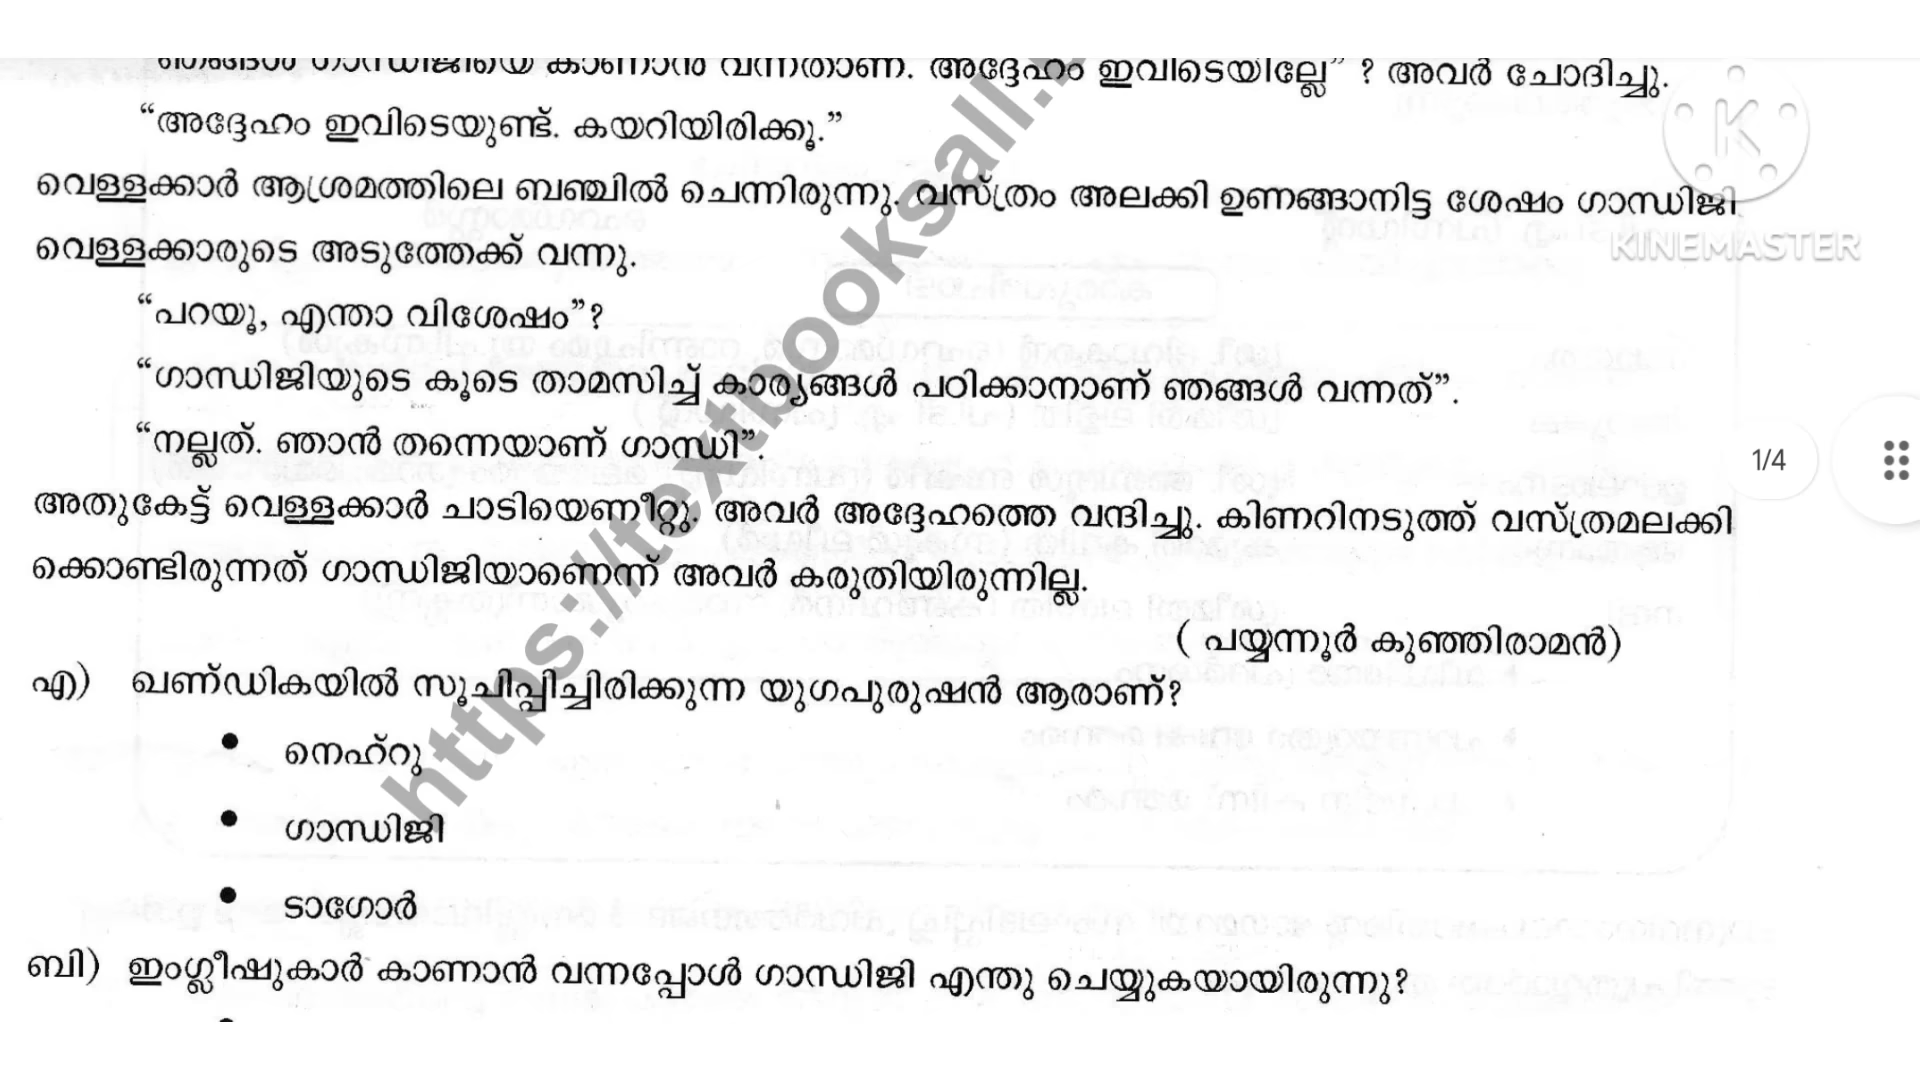 ഞങ്ങൾ ഗാന്ധിജിയെ കാണാൻ വന്നതാണ്. അദ്ദേഹം ഇവിടെയില്ലേ” ? അവർ ചോദിച്ചു.
“അദ്ദേഹം ഇവിടെയുണ്ട്. കയറിയിരിക്കൂ.”
വെള്ളക്കാർ ആശ്രമത്തിലെ ബഞ്ചിൽ ചെന്നിരുന്നു. വസ്ത്രം അലക്കി ഉണങ്ങാനിട്ട ശേഷം ഗാന്ധിജി
വെള്ളക്കാരുടെ അടുത്തേക്ക് വന്നു.
“പറയൂ, എന്താ വിശേഷം”?
“ഗാന്ധിജിയുടെ കൂടെ താമസിച്ച് കാര്യങ്ങൾ പഠിക്കാനാണ് ഞങ്ങൾ വന്നത്”.
“നല്ലത്. ഞാൻ തന്നെയാണ് ഗാന്ധി”.
അതുകേട്ട് വെള്ളക്കാർ ചാടിയെണീറ്റു. അവർ അദ്ദേഹത്തെ വന്ദിച്ചു. കിണറിനടുത്ത് വസ്ത്രമലക്കി
ക്കൊണ്ടിരുന്നത് ഗാന്ധിജിയാണെന്ന് അവർ കരുതിയിരുന്നില്ല.
( പയ്യന്നൂർ കുഞ്ഞിരാമൻ)
എ) ഖണ്ഡികയിൽ സൂചിപ്പിച്ചിരിക്കുന്ന യുഗപുരുഷൻ ആരാണ്?
• നെഹ്റു
• ഗാന്ധിജി
• ടാഗോർ
ബി) ഇംഗ്ലീഷുകാർ കാണാൻ വന്നപ്പോൾ ഗാന്ധിജി എന്തു ചെയ്യുകയായിരുന്നു?
https://textbooksall.
K
KINEMASTER
1/4